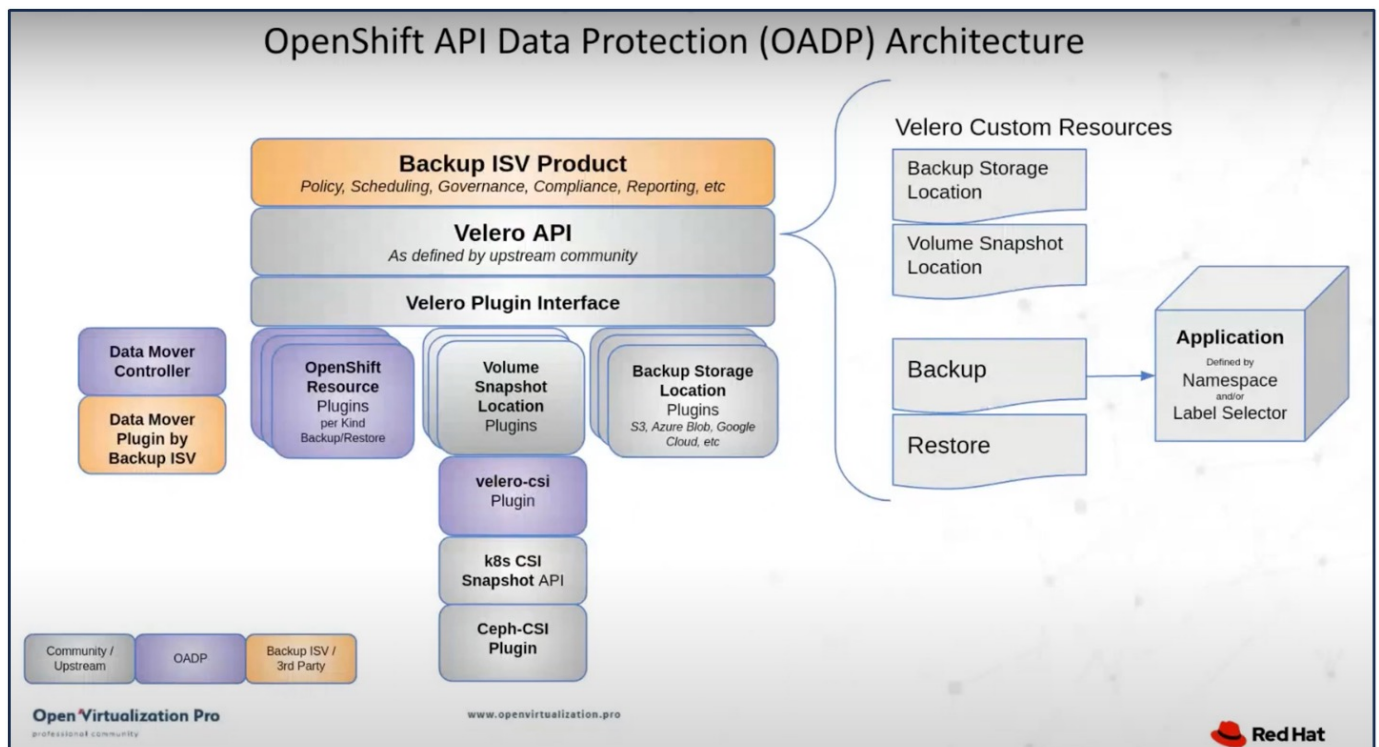 OpenShift API Data Protection (OADP) Architecture
Backup ISV Product
Policy, Scheduling, Governance, Compliance, Reporting, etc
Velero API
As defined by upstream community
Velero Plugin Interface
Data Mover
Controller
Data Mover
Plugin by
Backup ISV
OpenShift
Resource
Plugins
per Kind
Backup/Restore
Volume
Snapshot
Location
Plugins
Backup Storage
Location
Plugins
S3, Azure Blob, Google
Cloud, etc
velero-csi
Plugin
k8s CSI
Snapshot API
Ceph-CSI
Plugin
Velero Custom Resources
Backup Storage
Location
Volume Snapshot
Location
Backup
Restore
Application
Defined by
Namespace
and/or
Label Selector
Community /
Upstream
OADP
Backup ISV /
3rd Party
Open Virtualization Pro
professional community
www.openvirtualization.pro
Red Hat